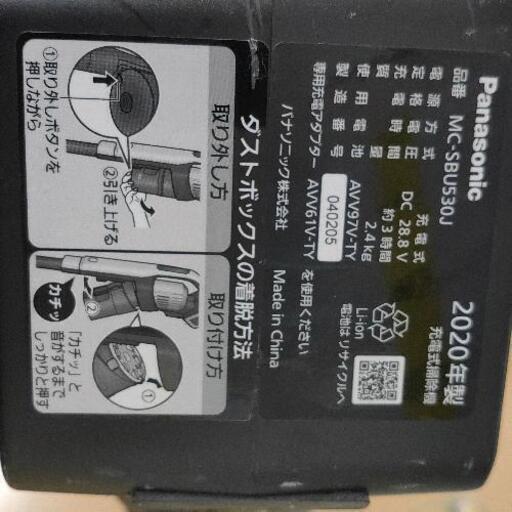 Panasonic
2020年製
品番 MC-SBU530J
充電式掃除機
電源方式 充電式
定格電圧 DC 28.8 V
充電時間 約3時間
質量 2.4 kg
使用電池 AVV97V-TY
製造番号 040205
専用充電アダプター AVV61V-TY を使用ください
パナソニック株式会社 Made in China
Li-ion
電池はリサイクルへ
ダストボックスの着脱方法
取り外し方
①取り外しボタンを
押しながら
②引き上げる
取り付け方
①
②
カチッ
「カチッ」と
音がするまで
しっかりと押す